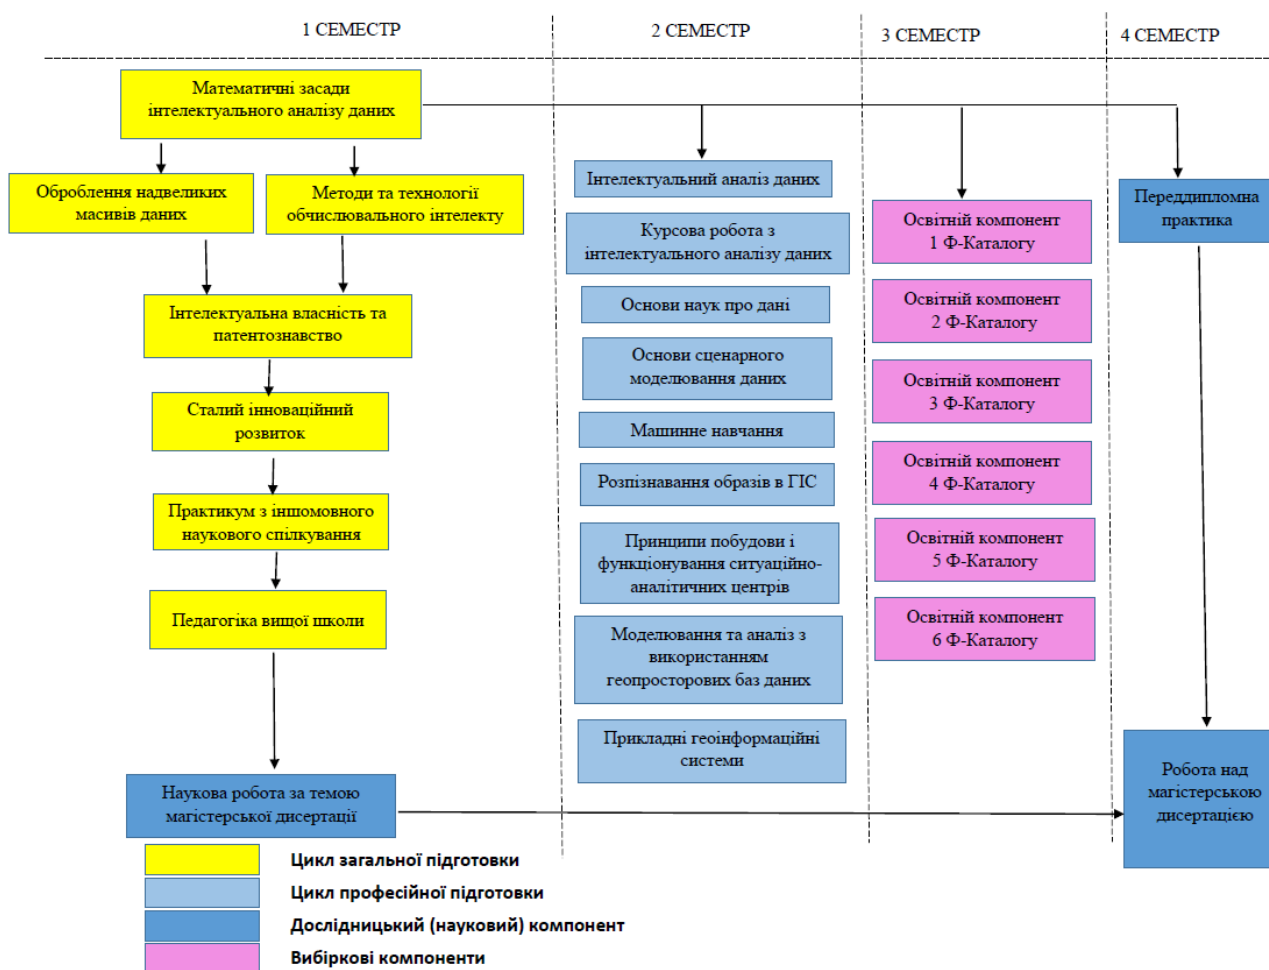 1 СЕМЕСТР
2 СЕМЕСТР
3 СЕМЕСТР
4 СЕМЕСТР
Математичні засади
інтелектуального аналізу даних
Оброблення надвеликих
масивів даних
Методи та технології
обчислювального інтелекту
Інтелектуальна власність та
патентознавство
Сталий інноваційний
розвиток
Практикум з іншомовного
наукового спілкування
Педагогіка вищої школи
Наукова робота за темою
магістерської дисертації
Інтелектуальний аналіз даних
Курсова робота з
інтелектуального аналізу даних
Основи наук про дані
Основи сценарного
моделювання даних
Машинне навчання
Розпізнавання образів в ГІС
Принципи побудови і
функціонування ситуаційно-
аналітичних центрів
Моделювання та аналіз з
використанням
геопросторових баз даних
Прикладні геоінформаційні
системи
Освітній компонент
1 Ф-Каталогу
Освітній компонент
2 Ф-Каталогу
Освітній компонент
3 Ф-Каталогу
Освітній компонент
4 Ф-Каталогу
Освітній компонент
5 Ф-Каталогу
Освітній компонент
6 Ф-Каталогу
Переддипломна
практика
Робота над
магістерською
дисертацією
Цикл загальної підготовки
Цикл професійної підготовки
Дослідницький (науковий) компонент
Вибіркові компоненти